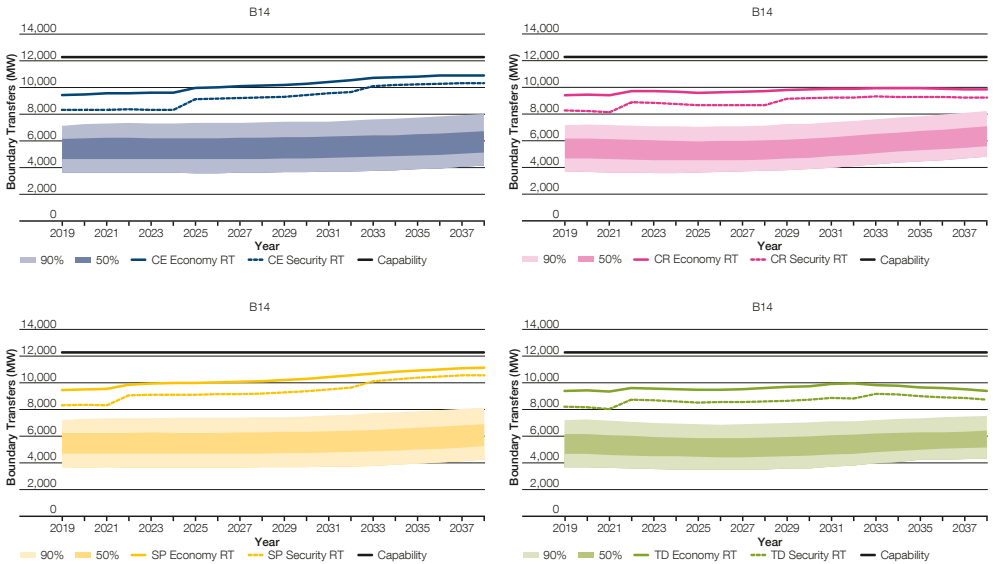 B14
Boundary Transfers (MW)
14,000
12,000
10,000
8,000
6,000
4,000
2,000
0
2019 2021 2023 2025 2027 2029 2031 2033 2035 2037
Year
90% 50% CE Economy RT CE Security RT Capability
B14
Boundary Transfers (MW)
14,000
12,000
10,000
8,000
6,000
4,000
2,000
0
2019 2021 2023 2025 2027 2029 2031 2033 2035 2037
Year
90% 50% CR Economy RT CR Security RT Capability
B14
Boundary Transfers (MW)
14,000
12,000
10,000
8,000
6,000
4,000
2,000
0
2019 2021 2023 2025 2027 2029 2031 2033 2035 2037
Year
90% 50% SP Economy RT SP Security RT Capability
B14
Boundary Transfers (MW)
14,000
12,000
10,000
8,000
6,000
4,000
2,000
0
2019 2021 2023 2025 2027 2029 2031 2033 2035 2037
Year
90% 50% TD Economy RT TD Security RT Capability